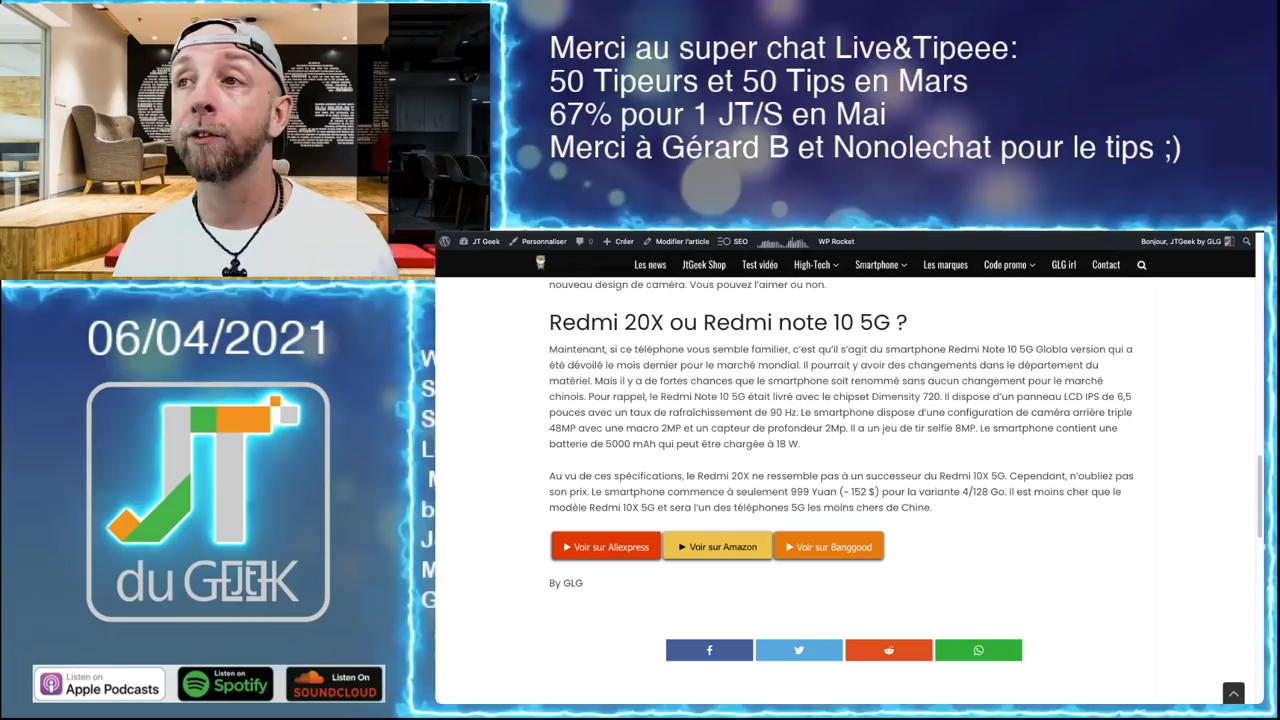 Merci au super chat Live&Tipeee:
50 Tipeurs et 50 Tips en Mars
67% pour 1 JT/S en Mai
Merci à Gérard B et Nonolechat pour le tips ;)
JT Geek Personnaliser 0 Créer Modifier l'article SEO WP Rocket Bonjour, JTGeek by GLG
Les news JtGeek Shop Test vidéo High-Tech Smartphone Les marques Code promo GLG irl Contact
nouveau design de caméra. Vous pouvez l'aimer ou non.
Redmi 20X ou Redmi note 10 5G ?
Maintenant, si ce téléphone vous semble familier, c'est qu'il s'agit du smartphone Redmi Note 10 5G Globla version qui a
été dévoilé le mois dernier pour le marché mondial. Il pourrait y avoir des changements dans le département du
matériel. Mais il y a de fortes chances que le smartphone soit renommé sans aucun changement pour le marché
chinois. Pour rappel, le Redmi Note 10 5G était livré avec le chipset Dimensity 720. Il dispose d'un panneau LCD IPS de 6,5
pouces avec un taux de rafraîchissement de 90 Hz. Le smartphone dispose d'une configuration de caméra arrière triple
48MP avec une macro 2MP et un capteur de profondeur 2Mp. Il a un jeu de tir selfie 8MP. Le smartphone contient une
batterie de 5000 mAh qui peut être chargée à 18 W.
Au vu de ces spécifications, le Redmi 20X ne ressemble pas à un successeur du Redmi 10X 5G. Cependant, n'oubliez pas
son prix. Le smartphone commence à seulement 999 Yuan (~ 152 $) pour la variante 4/128 Go. Il est moins cher que le
modèle Redmi 10X 5G et sera l'un des téléphones 5G les moins chers de Chine.
Voir sur Aliexpress Voir sur Amazon Voir sur Banggood
By GLG
06/04/2021
JT
du GEEK
Listen on
Apple Podcasts
Listen on
Spotify
Listen On
SOUNDCLOUD